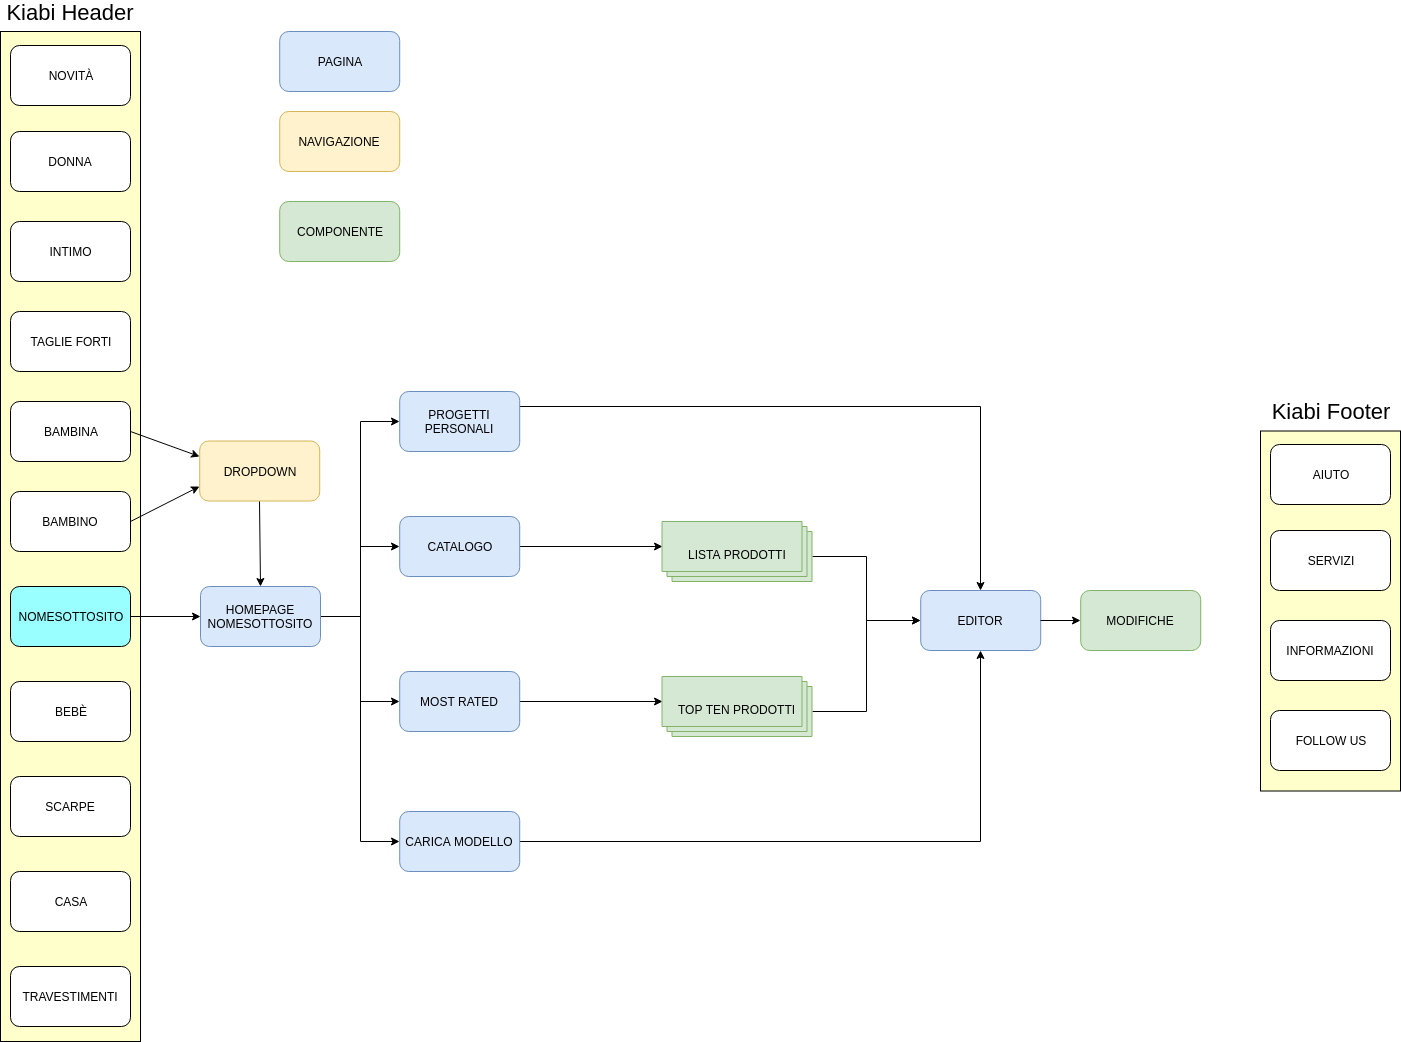 Kiabi Header
NOVITÀ
DONNA
INTIMO
TAGLIE FORTI
BAMBINA
BAMBINO
NOMESOTTOSITO
BEBÈ
SCARPE
CASA
TRAVESTIMENTI
PAGINA
NAVIGAZIONE
COMPONENTE
DROPDOWN
HOMEPAGE
NOMESOTTOSITO
PROGETTI
PERSONALI
CATALOGO
MOST RATED
CARICA MODELLO
LISTA PRODOTTI
TOP TEN PRODOTTI
EDITOR
MODIFICHE
Kiabi Footer
AIUTO
SERVIZI
INFORMAZIONI
FOLLOW US